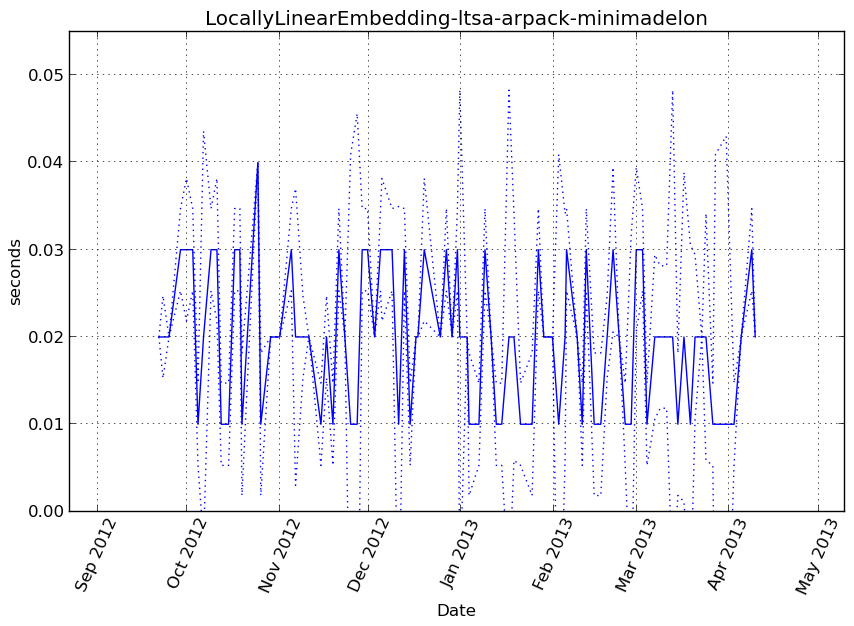 LocallyLinearEmbedding-ltsa-arpack-minimadelon
0.05
0.04
0.03
0.02
0.01
0.00
seconds
Sep 2012
Oct 2012
Nov 2012
Dec 2012
Jan 2013
Feb 2013
Mar 2013
Apr 2013
May 2013
Date